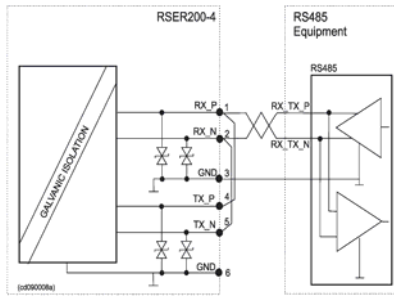 RSER200-4
RS485
Equipment
RS485
RX_P
1
RX_TX_P
RX_N
2
RX_TX_N
GND
3
TX_P
4
TX_N
5
GND
6
GALVANIC ISOLATION
(cd090008a)